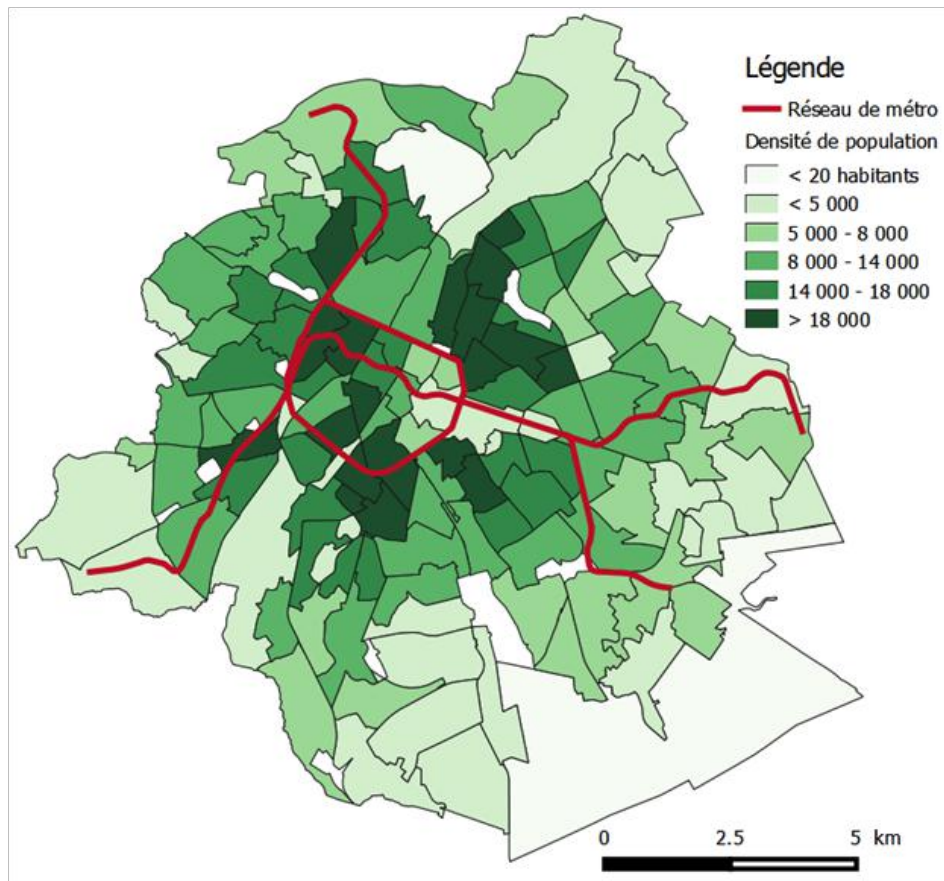 Légende
Réseau de métro
Densité de population
< 20 habitants
< 5 000
5 000 - 8 000
8 000 - 14 000
14 000 - 18 000
> 18 000
0 2.5 5 km